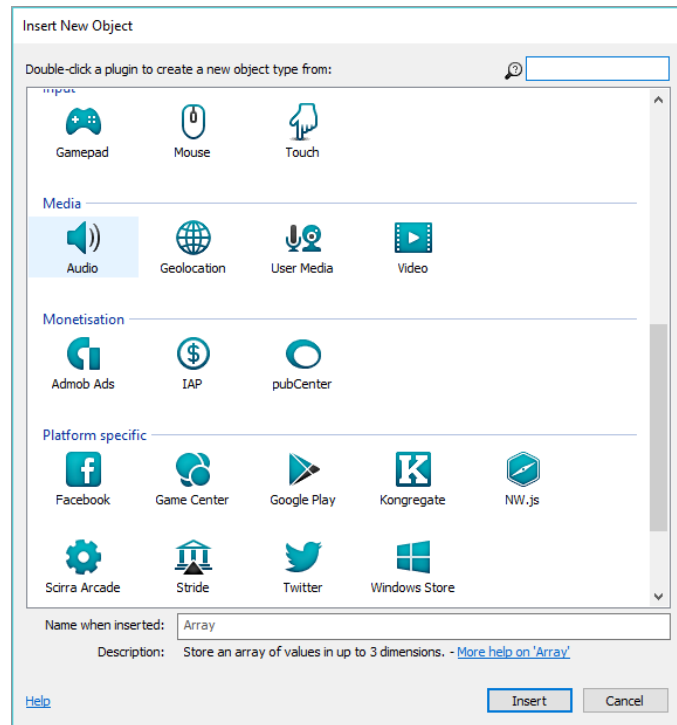 Insert New Object
Double-click a plugin to create a new object type from:
Input
Gamepad Mouse Touch
Media
Audio Geolocation User Media Video
Monetisation
Admob Ads IAP pubCenter
Platform specific
Facebook Game Center Google Play Kongregate NW.js
Scirra Arcade Stride Twitter Windows Store
Name when inserted: Array
Description: Store an array of values in up to 3 dimensions. - More help on 'Array'
Help Insert Cancel